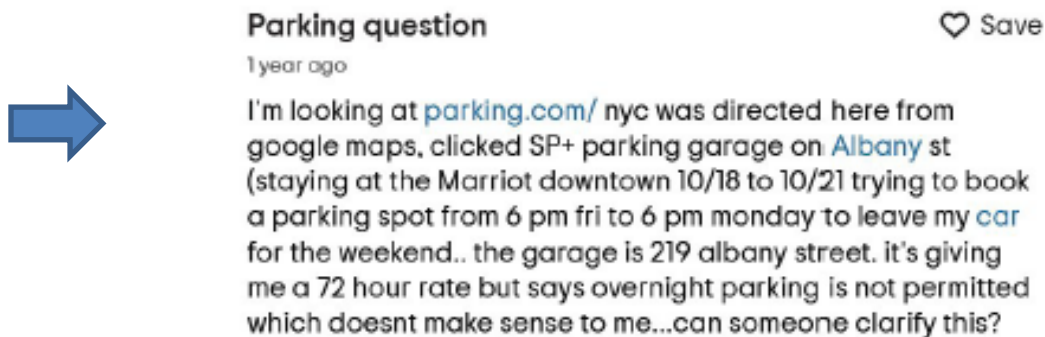 Parking question
Save
1 year ago
I'm looking at parking.com/ nyc was directed here from
google maps, clicked SP+ parking garage on Albany st
(staying at the Marriot downtown 10/18 to 10/21 trying to book
a parking spot from 6 pm fri to 6 pm monday to leave my car
for the weekend.. the garage is 219 albany street. it's giving
me a 72 hour rate but says overnight parking is not permitted
which doesnt make sense to me...can someone clarify this?